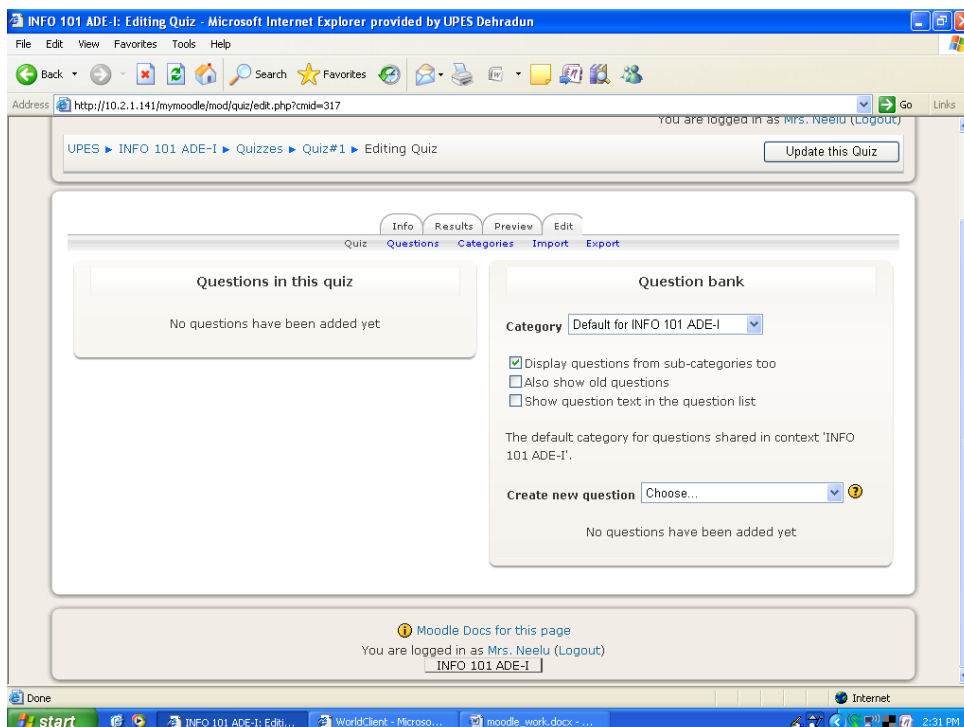 INFO 101 ADE-I: Editing Quiz - Microsoft Internet Explorer provided by UPES Dehradun
File Edit View Favorites Tools Help
Back Search Favorites
Address http://10.2.1.141/mymoodle/mod/quiz/edit.php?cmid=317 Go Links
You are logged in as Mrs. Neelu (Logout)
UPES ► INFO 101 ADE-I ► Quizzes ► Quiz#1 ► Editing Quiz Update this Quiz
Info Results Preview Edit
Quiz Questions Categories Import Export
Questions in this quiz
No questions have been added yet
Question bank
Category Default for INFO 101 ADE-I
Display questions from sub-categories too
Also show old questions
Show question text in the question list
The default category for questions shared in context 'INFO
101 ADE-I'.
Create new question Choose...
No questions have been added yet
Moodle Docs for this page
You are logged in as Mrs. Neelu (Logout)
INFO 101 ADE-I
Done Internet
start INFO 101 ADE-I: Editi... WorldClient - Microso... moodle_work.docx - ... 2:31 PM